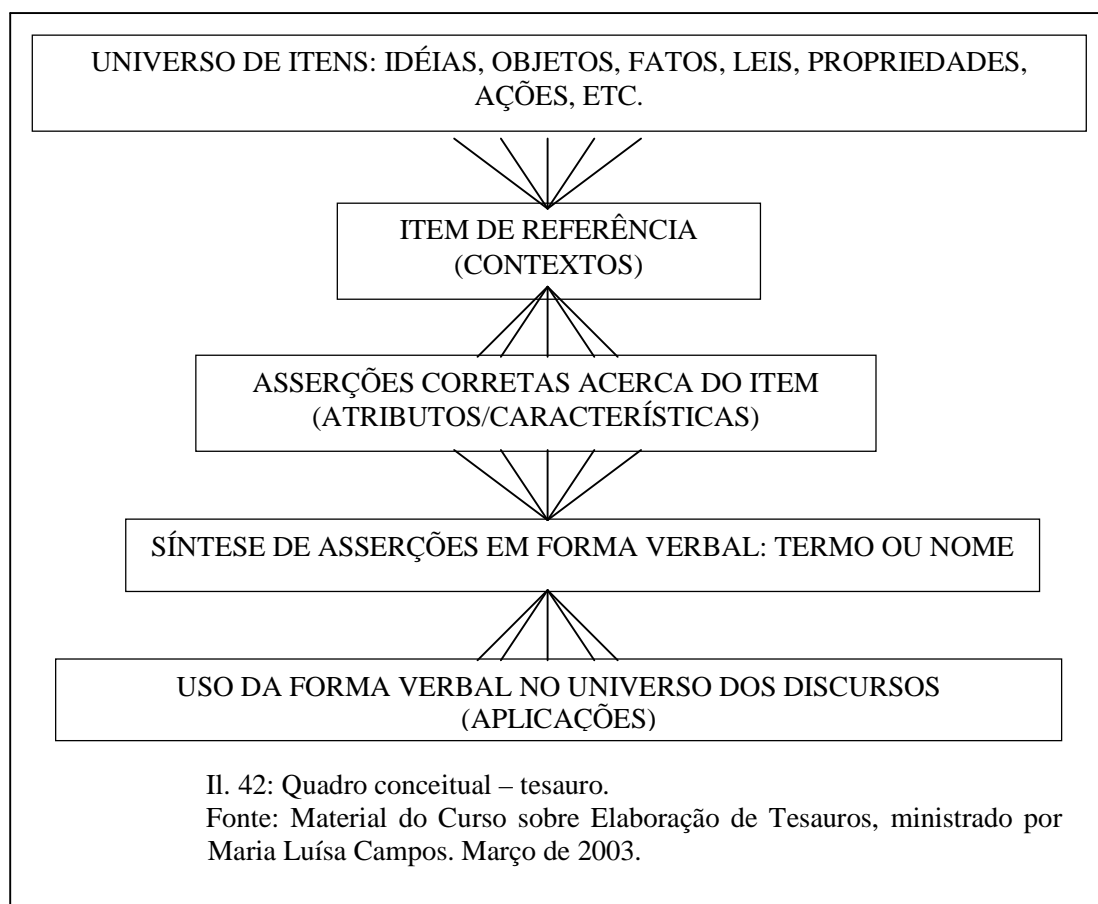 UNIVERSO DE ITENS: IDÉIAS, OBJETOS, FATOS, LEIS, PROPRIEDADES,
AÇÕES, ETC.
ITEM DE REFERÊNCIA
(CONTEXTOS)
ASSERÇÕES CORRETAS ACERCA DO ITEM
(ATRIBUTOS/CARACTERÍSTICAS)
SÍNTESE DE ASSERÇÕES EM FORMA VERBAL: TERMO OU NOME
USO DA FORMA VERBAL NO UNIVERSO DOS DISCURSOS
(APLICAÇÕES)
Il. 42: Quadro conceitual – tesauro.
Fonte: Material do Curso sobre Elaboração de Tesauros, ministrado por
Maria Luísa Campos. Março de 2003.